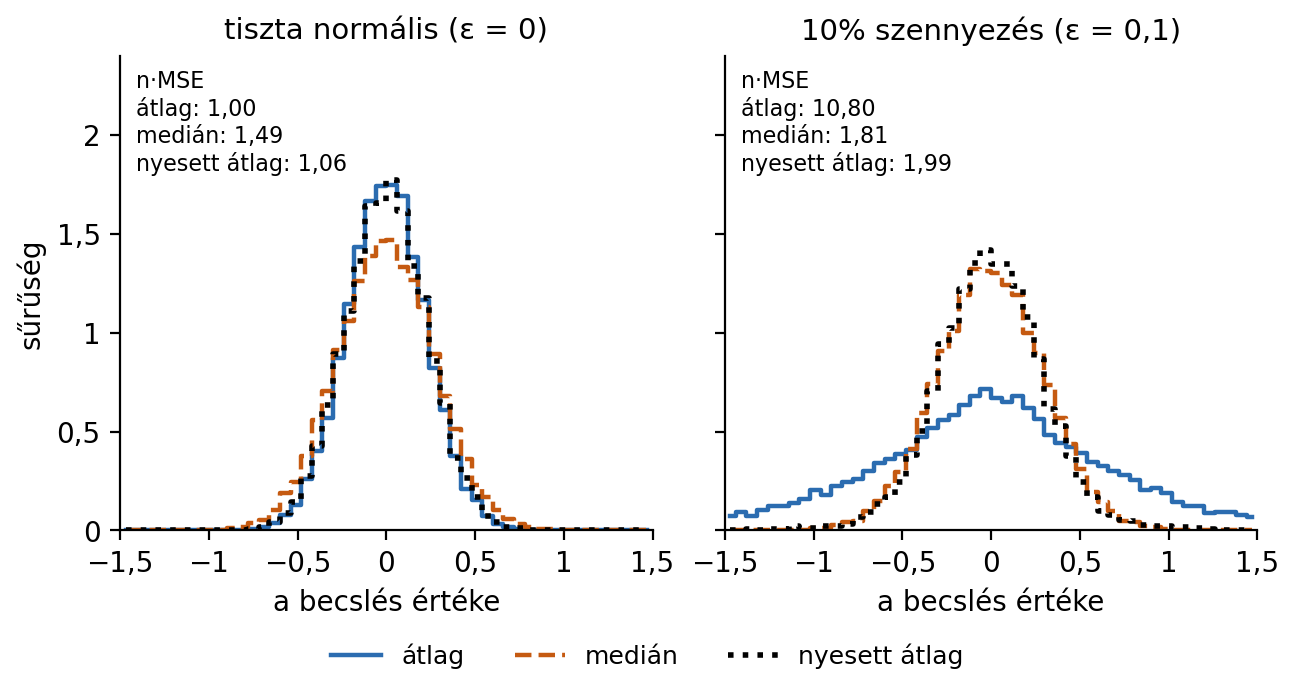 tiszta normális (ε = 0)
n·MSE
átlag: 1,00
medián: 1,49
nyesett átlag: 1,06
sűrűség
2
1,5
1
0,5
0
−1,5 −1 −0,5 0 0,5 1 1,5
a becslés értéke
10% szennyezés (ε = 0,1)
n·MSE
átlag: 10,80
medián: 1,81
nyesett átlag: 1,99
−1,5 −1 −0,5 0 0,5 1 1,5
a becslés értéke
átlag medián nyesett átlag